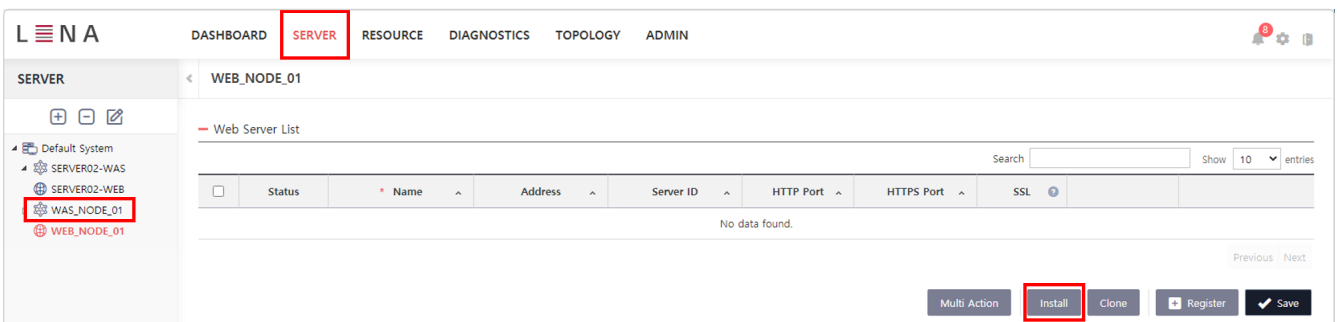 LENA DASHBOARD SERVER RESOURCE DIAGNOSTICS TOPOLOGY ADMIN 8
SERVER WEB_NODE_01
Web Server List
Default System
SERVER02-WAS
SERVER02-WEB
WAS_NODE_01
WEB_NODE_01
Search Show 10 entries
Status * Name Address Server ID HTTP Port HTTPS Port SSL ?
No data found.
Previous Next
Multi Action Install Clone Register Save